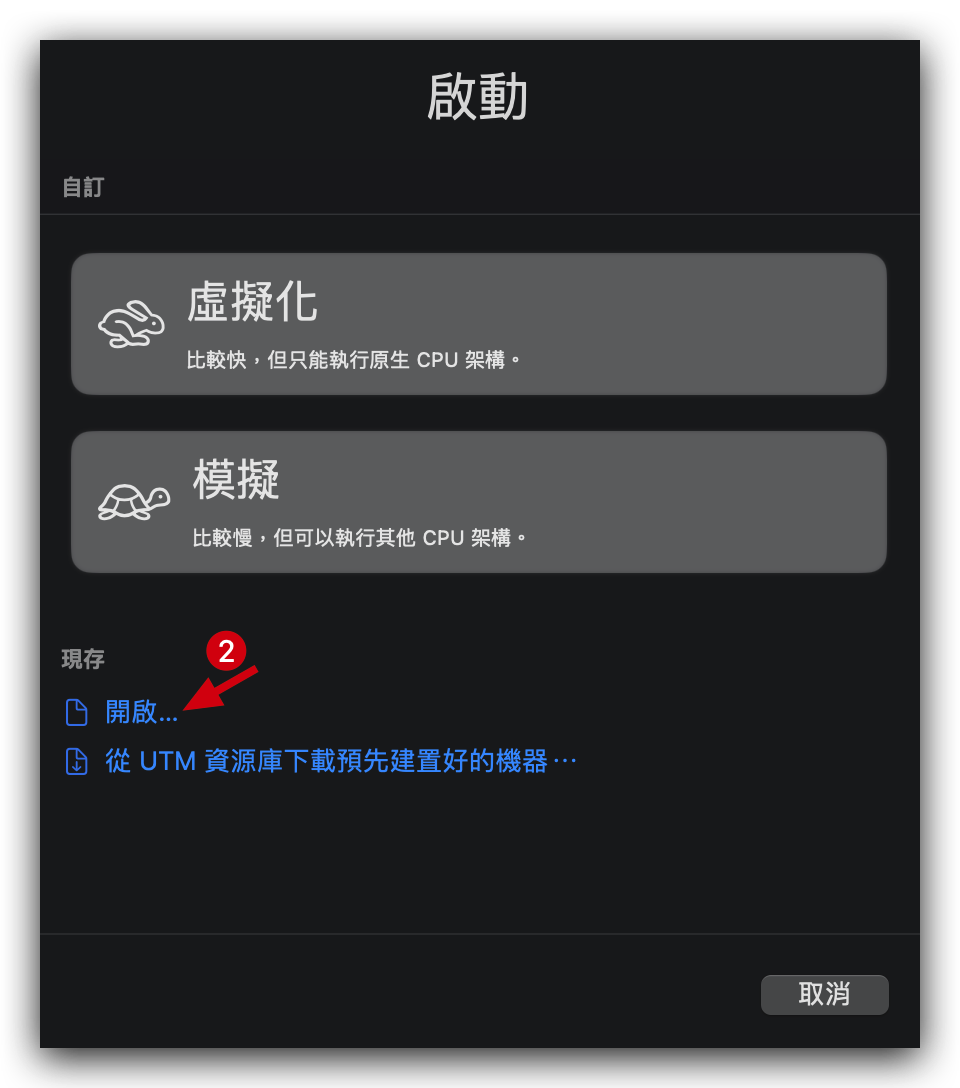 啟動
自訂
虛擬化
比較快，但只能執行原生 CPU 架構。
模擬
比較慢，但可以執行其他 CPU 架構。
現存
2
開啟...
從 UTM 資源庫下載預先建置好的機器⋯
取消